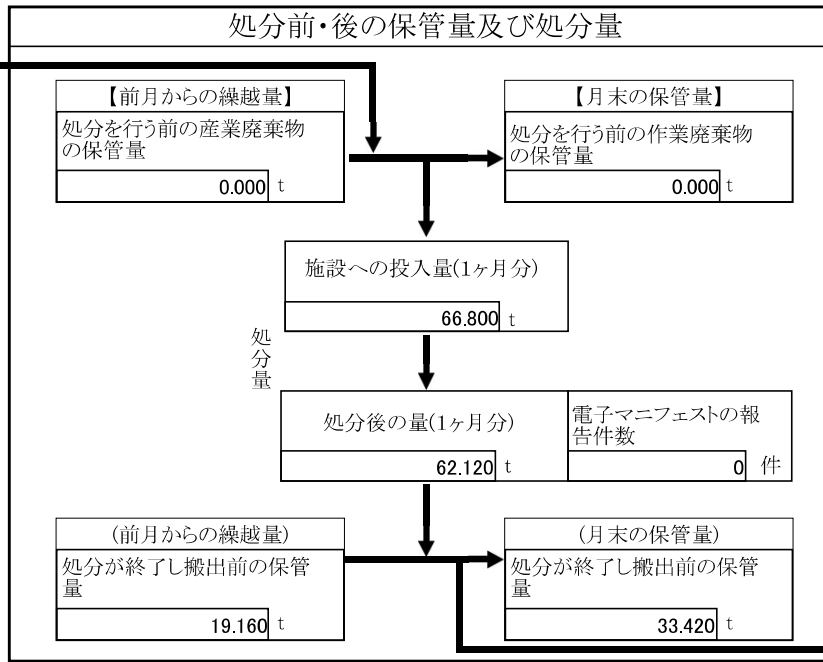 処分前・後の保管量及び処分量
【前月からの繰越量】
処分を行う前の産業廃棄物
の保管量
0.000 t
【月末の保管量】
処分を行う前の作業廃棄物
の保管量
0.000 t
施設への投入量(1ヶ月分)
66.800 t
処分量
処分後の量(1ヶ月分)
62.120 t
電子マニフェストの報
告件数
0 件
(前月からの繰越量)
処分が終了し搬出前の保管
量
19.160 t
(月末の保管量)
処分が終了し搬出前の保管
量
33.420 t